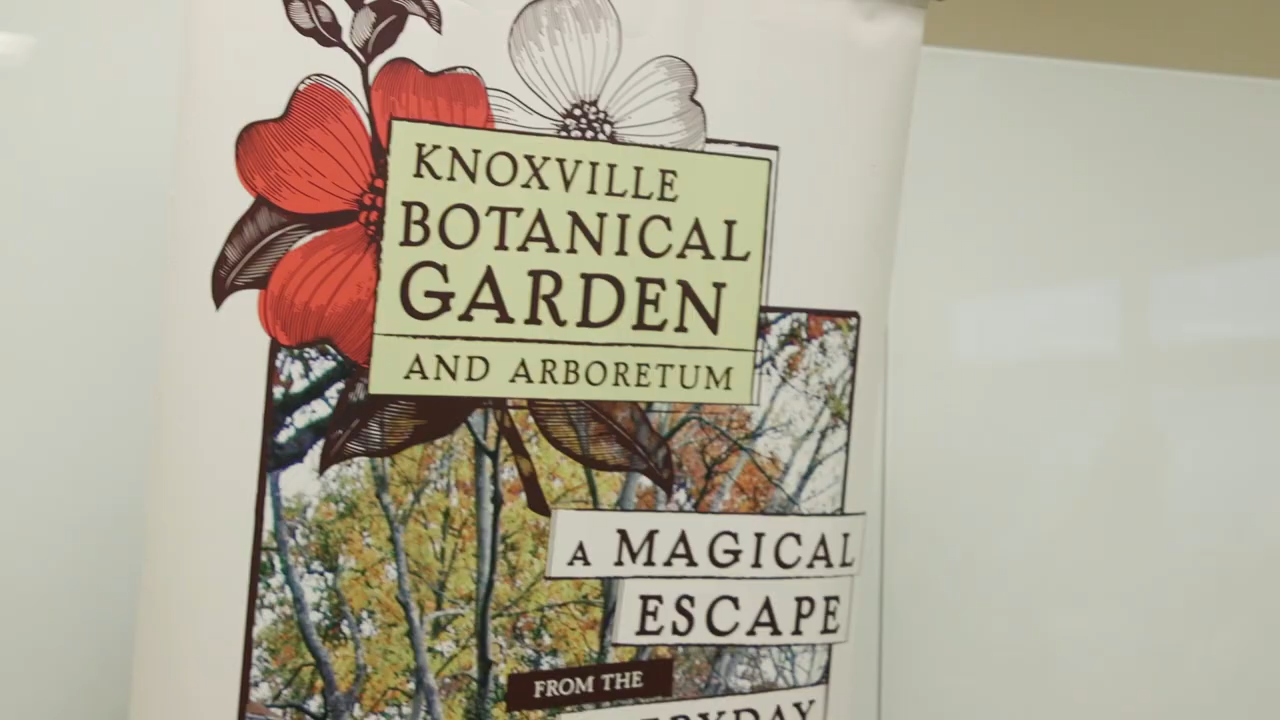 KNOXVILLE
BOTANICAL
GARDEN
AND ARBORETUM
A MAGICAL
ESCAPE
FROM THE